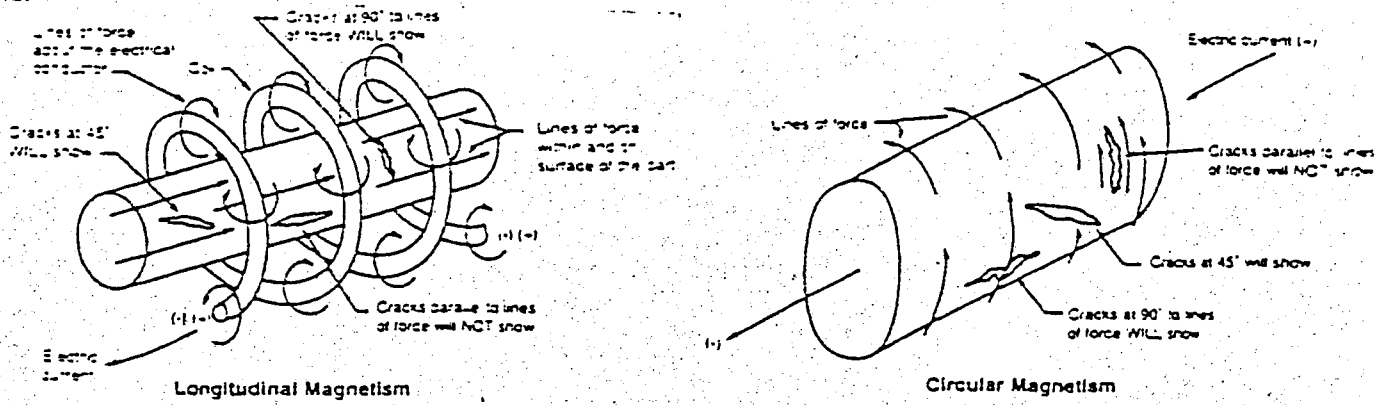 Lines of force
about the electrical
conductor
Coil
Cracks at 90° to lines
of force WILL show
Cracks at 45°
WILL show
Lines of force
within and on
surface of the part
Cracks parallel to lines
of force will NOT show
Electric
current
Longitudinal Magnetism
Electric current (+)
Lines of force
Cracks parallel to lines
of force will NOT show
Cracks at 45° will show
Cracks at 90° to lines
of force WILL show
(-)
Circular Magnetism